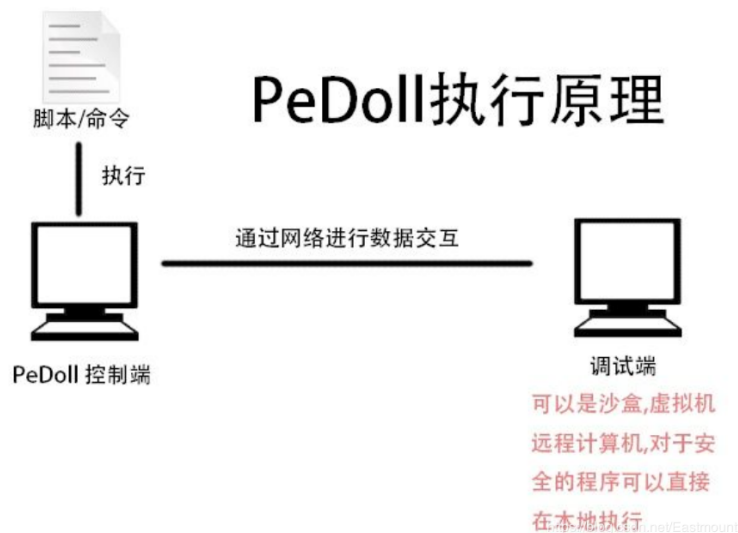 PeDoll执行原理
脚本/命令
执行
通过网络进行数据交互
PeDoll 控制端
调试端
可以是沙盒,虚拟机
远程计算机,对于安
全的程序可以直接
在本地执行